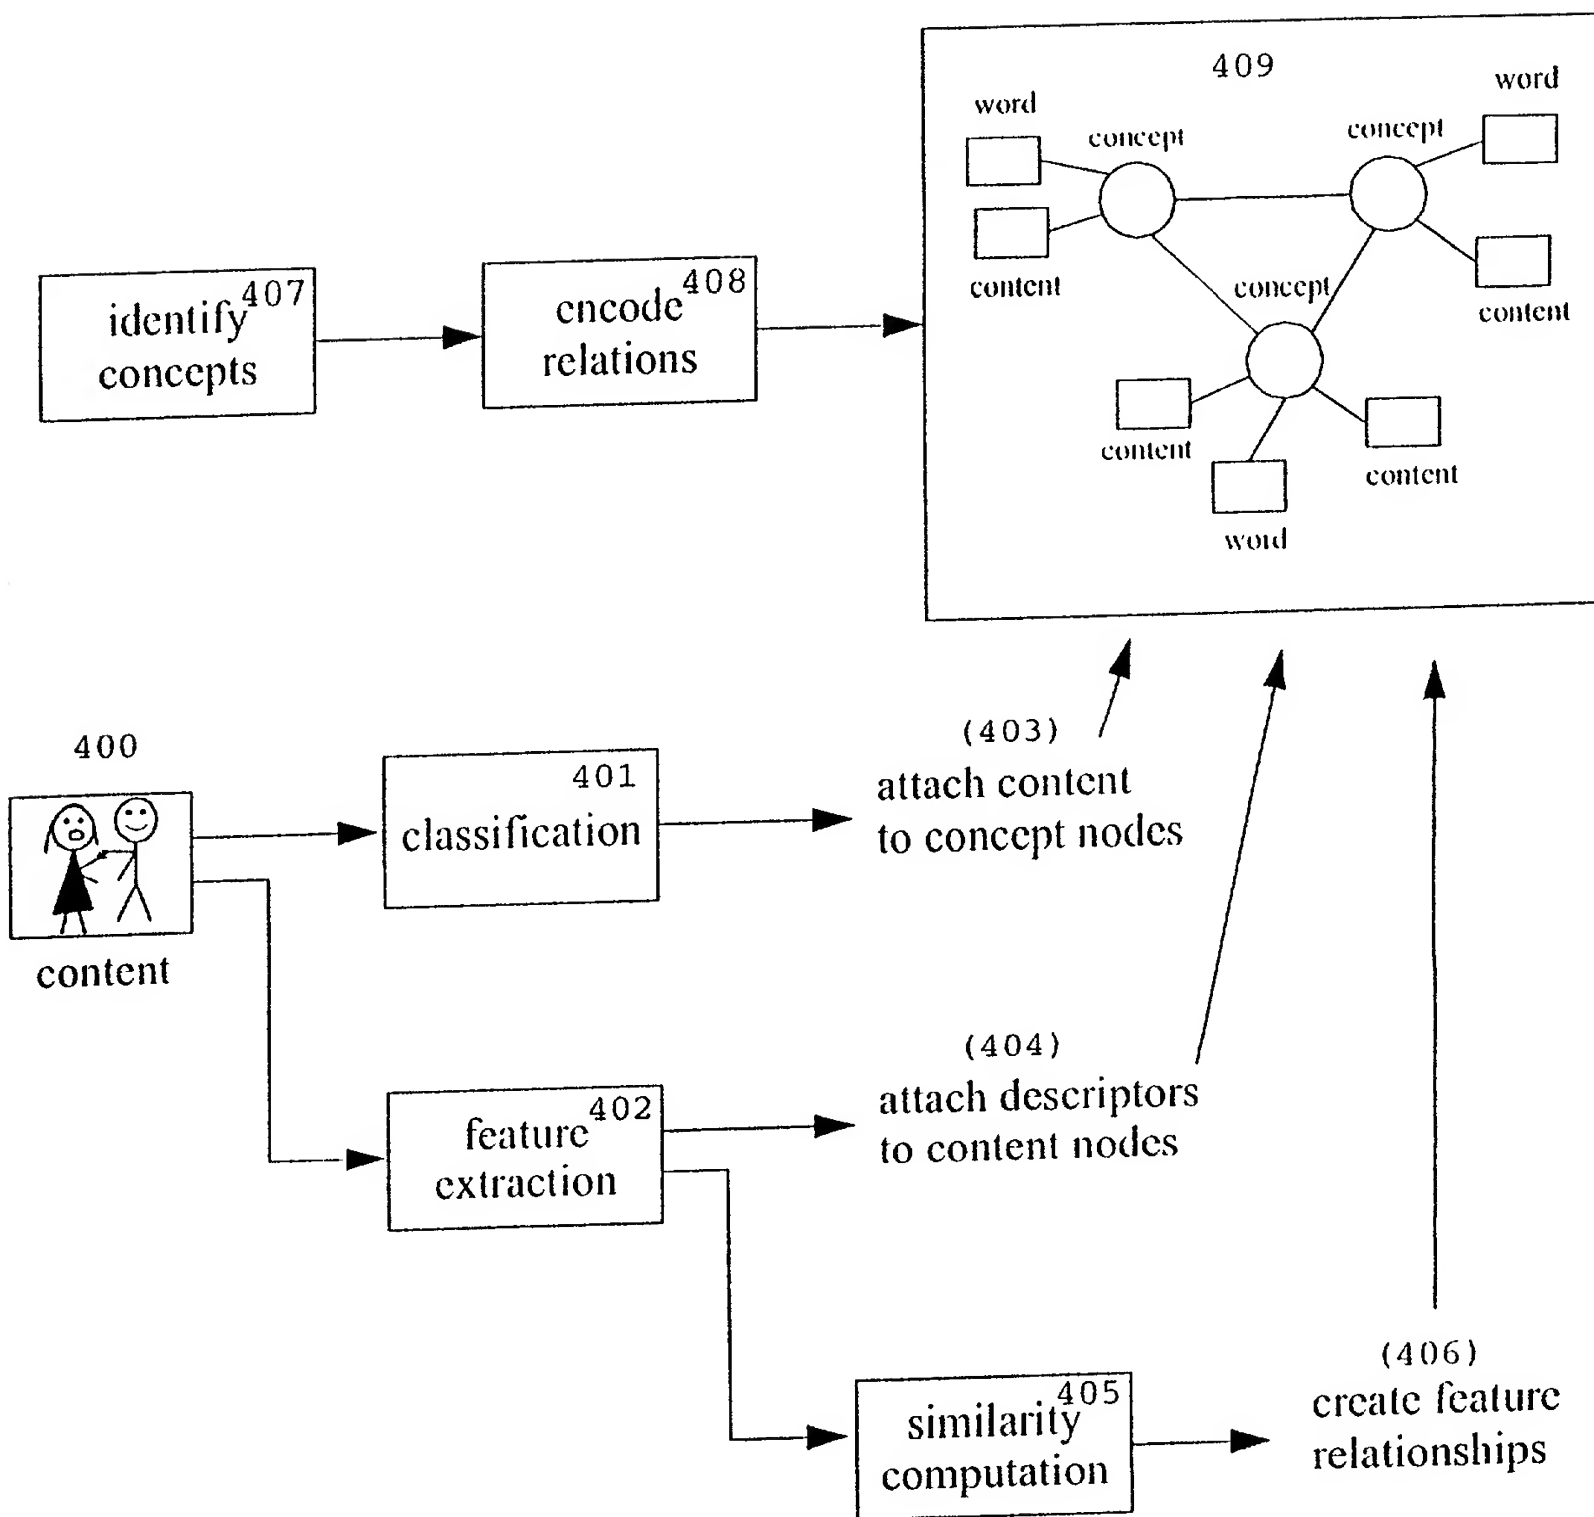 409
word
word
concept
concept
content
concept
content
content
content
word
407
identify
concepts
408
encode
relations
400
content
401
classification
(403)
attach content
to concept nodes
402
feature
extraction
(404)
attach descriptors
to content nodes
405
similarity
computation
(406)
create feature
relationships